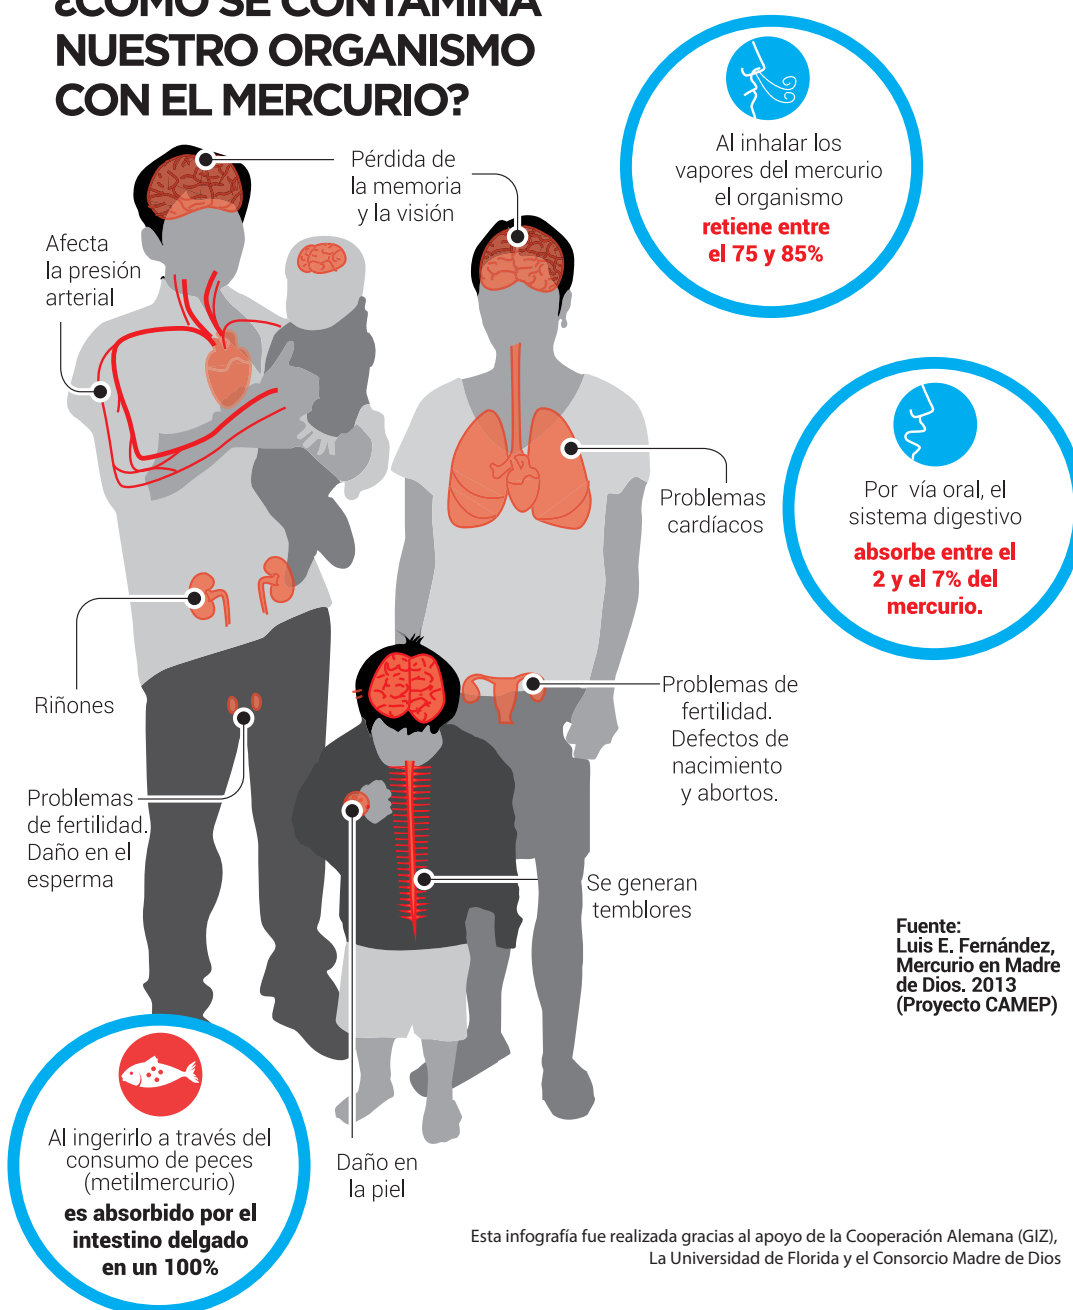 ¿CÓMO SE CONTAMINA
NUESTRO ORGANISMO
CON EL MERCURIO?
Al inhalar los
vapores del mercurio
el organismo
retiene entre
el 75 y 85%
Pérdida de
la memoria
y la visión
Afecta
la presión
arterial
Por vía oral, el
sistema digestivo
absorbe entre el
2 y el 7% del
mercurio.
Problemas
cardíacos
Riñones
Problemas de
fertilidad.
Defectos de
nacimiento
y abortos.
Problemas
de fertilidad.
Daño en el
esperma
Se generan
temblores
Fuente:
Luis E. Fernández,
Mercurio en Madre
de Dios. 2013
(Proyecto CAMEP)
Al ingerirlo a través del
consumo de peces
(metilmercurio)
es absorbido por el
intestino delgado
en un 100%
Daño en
la piel
Esta infografía fue realizada gracias al apoyo de la Cooperación Alemana (GIZ),
La Universidad de Florida y el Consorcio Madre de Dios